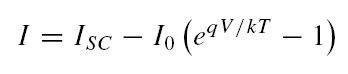 I = I_{SC} − I_0 (e^{qV/kT} − 1)